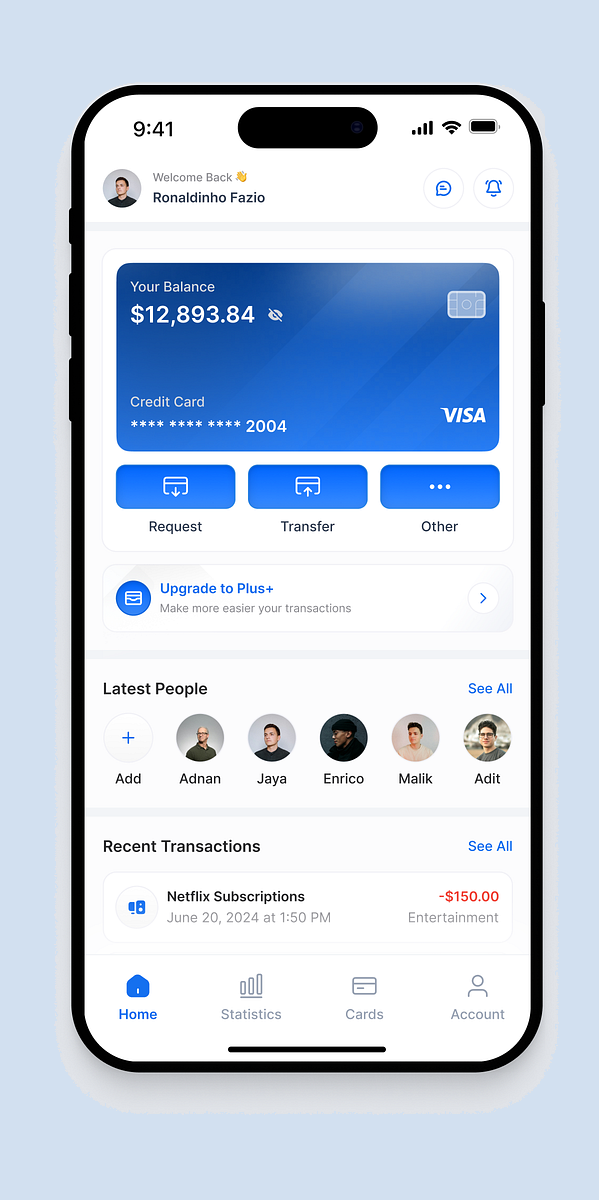 9:41
Welcome Back 👋
Ronaldinho Fazio
Your Balance
$12,893.84
Credit Card
**** **** **** 2004
VISA
Request
Transfer
Other
Upgrade to Plus+
Make more easier your transactions
Latest People
See All
Add
Adnan
Jaya
Enrico
Malik
Adit
Recent Transactions
See All
Netflix Subscriptions
-$150.00
June 20, 2024 at 1:50 PM
Entertainment
Home
Statistics
Cards
Account